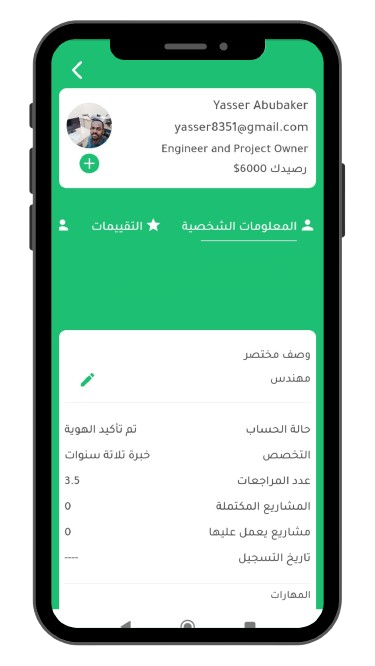 Yasser Abubaker
yasser8351@gmail.com
Engineer and Project Owner
رصيدك 6000$
المعلومات الشخصية
التقييمات
وصف مختصر
مهندس
حالة الحساب تم تأكيد الهوية
التخصص خبرة ثلاثة سنوات
عدد المراجعات 3.5
المشاريع المكتملة 0
مشاريع يعمل عليها 0
تاريخ التسجيل ----
المهارات